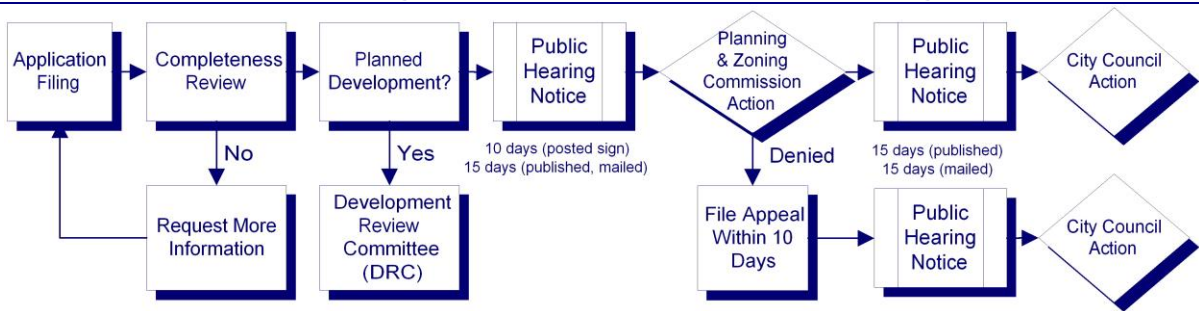 Application
Filing
Completeness
Review
Planned
Development?
Public
Hearing
Notice
Planning
& Zoning
Commission
Action
Public
Hearing
Notice
City Council
Action
No
Yes
10 days (posted sign)
15 days (published, mailed)
Denied
15 days (published)
15 days (mailed)
Request More
Information
Development
Review
Committee
(DRC)
File Appeal
Within 10
Days
Public
Hearing
Notice
City Council
Action